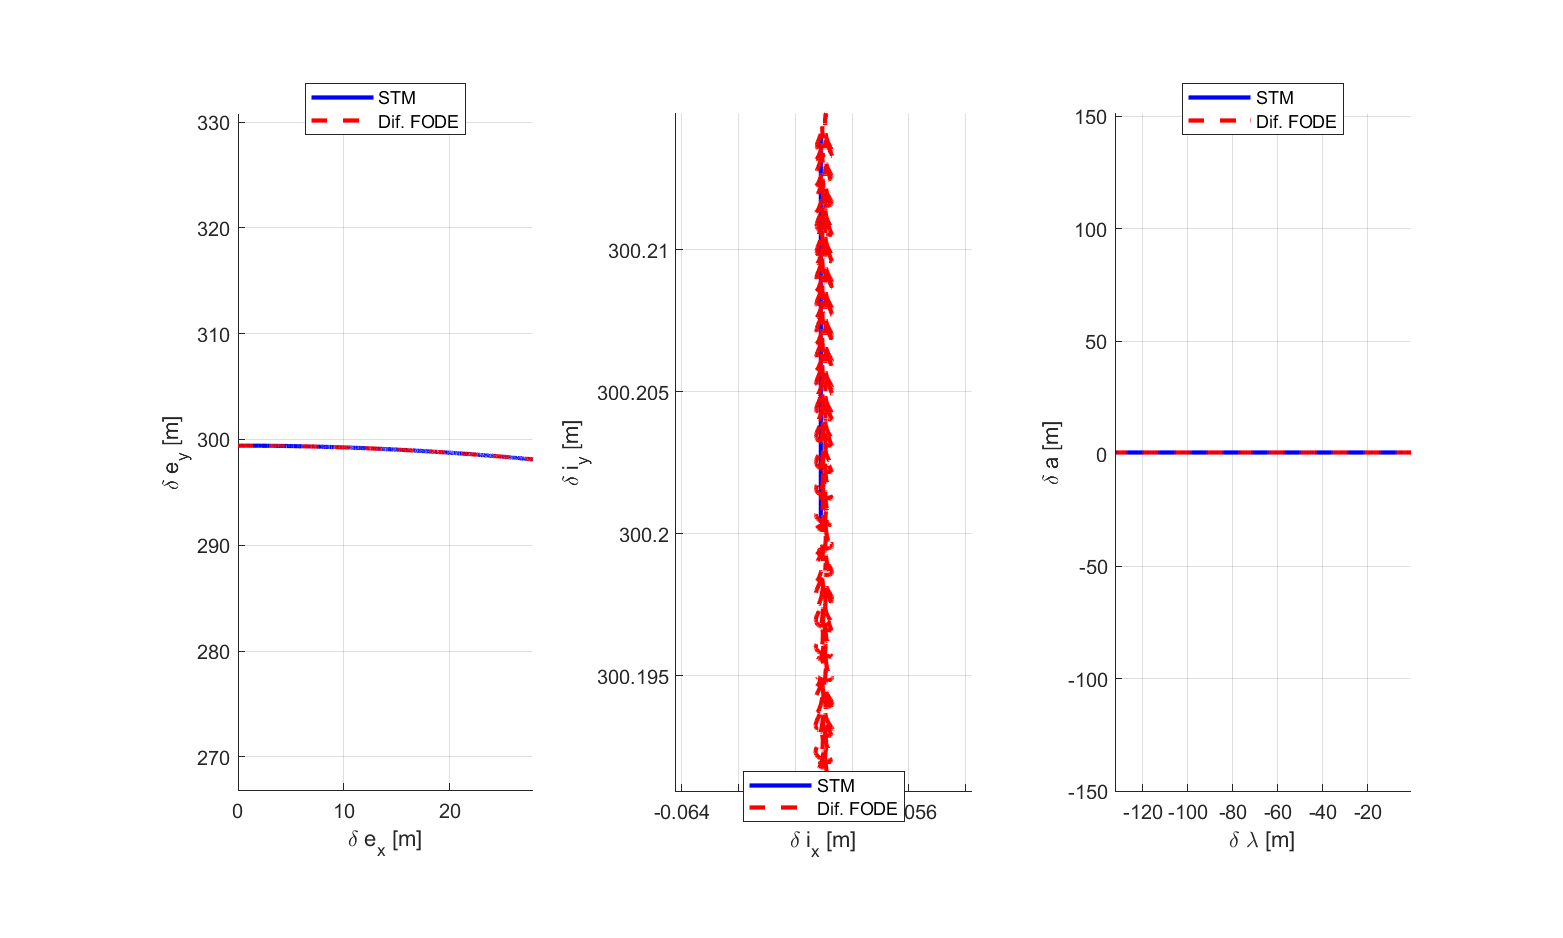 STM
Dif. FODE
330
320
310
300
290
280
270
0
10
20
δ e_y [m]
δ e_x [m]
300.21
300.205
300.2
300.195
-0.064
056
δ i_y [m]
STM
Dif. FODE
δ i_x [m]
STM
Dif. FODE
150
100
50
0
-50
-100
-150
-120
-100
-80
-60
-40
-20
δ a [m]
δ λ [m]